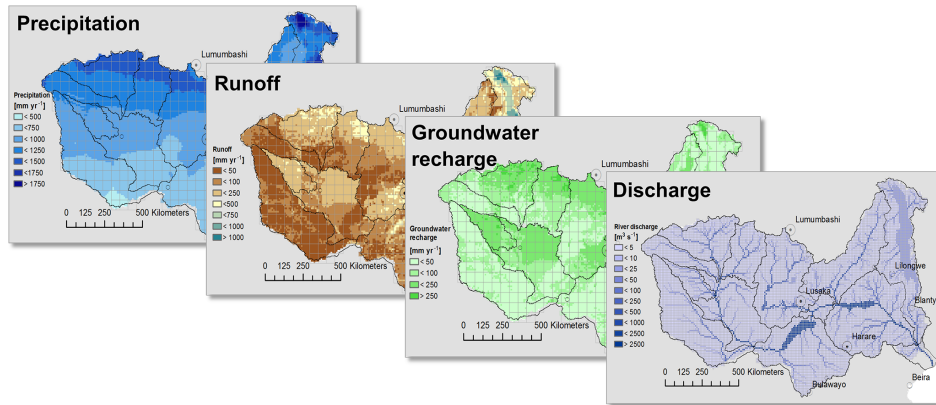 Precipitation
Lumumbashi
Precipitation
[mm yr⁻¹]
< 500
<750
< 1000
< 1250
< 1500
<1750
> 1750
0 125 250 500 Kilometers
Runoff
Lumumbashi
Runoff
[mm yr⁻¹]
< 50
< 100
< 250
<500
<750
< 1000
> 1000
0 125 250 500 Kilometers
Groundwater
recharge
Lumumbashi
Groundwater
recharge
[mm yr⁻¹]
< 50
< 100
< 250
> 250
0 125 250 500 Kilometers
Discharge
Lumumbashi
River discharge
[m³ s⁻¹]
< 5
< 10
< 25
< 50
< 100
< 250
< 500
< 1000
< 2500
> 2500
Lilongwe
Lusaka
Blanty
Harare
0 125 250 500 Kilometers
Beira
Bulawayo